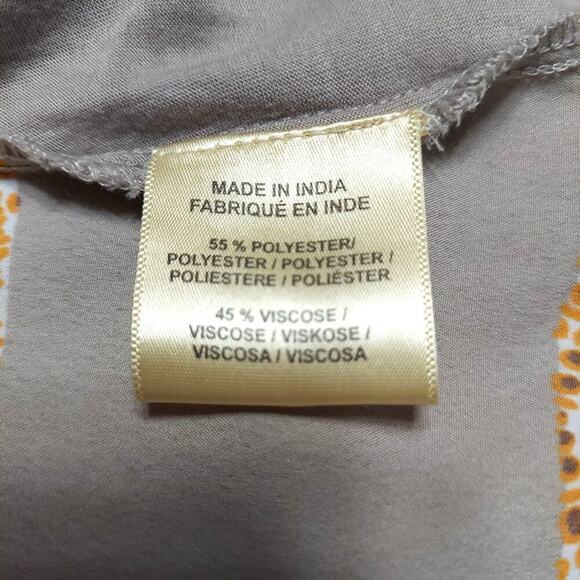 MADE IN INDIA
FABRIQUÉ EN INDE
55 % POLYESTER/
POLYESTER / POLYESTER /
POLIESTERE / POLIÉSTER
45 % VISCOSE /
VISCOSE / VISKOSE /
VISCOSA / VISCOSA